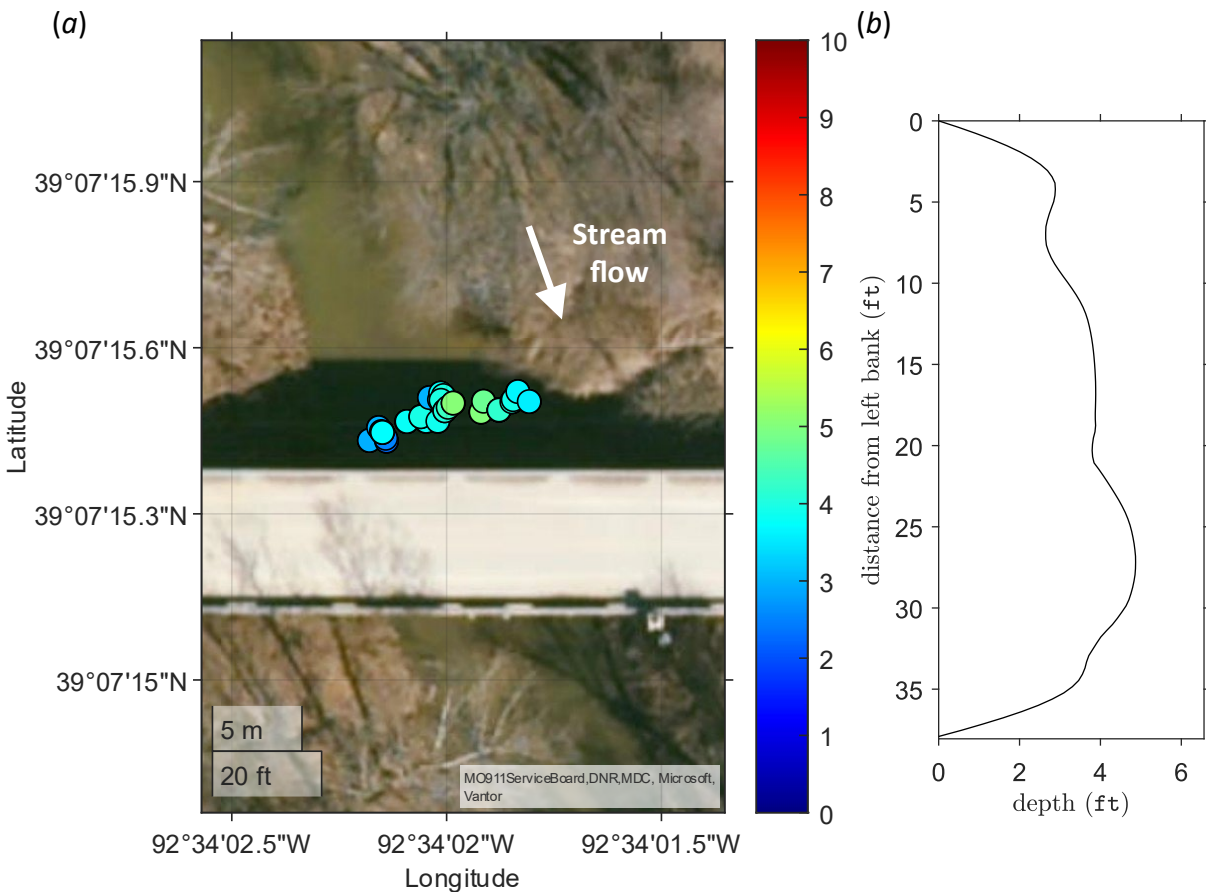 (a)
Latitude
39°07'15.9"N
39°07'15.6"N
39°07'15.3"N
39°07'15"N
Stream
flow
5 m
20 ft
MO911ServiceBoard,DNR,MDC, Microsoft,
Vantor
92°34'02.5"W
92°34'02"W
92°34'01.5"W
Longitude
10
9
8
7
6
5
4
3
2
1
0
(b)
distance from left bank (ft)
0
5
10
15
20
25
30
35
0
2
4
6
depth (ft)